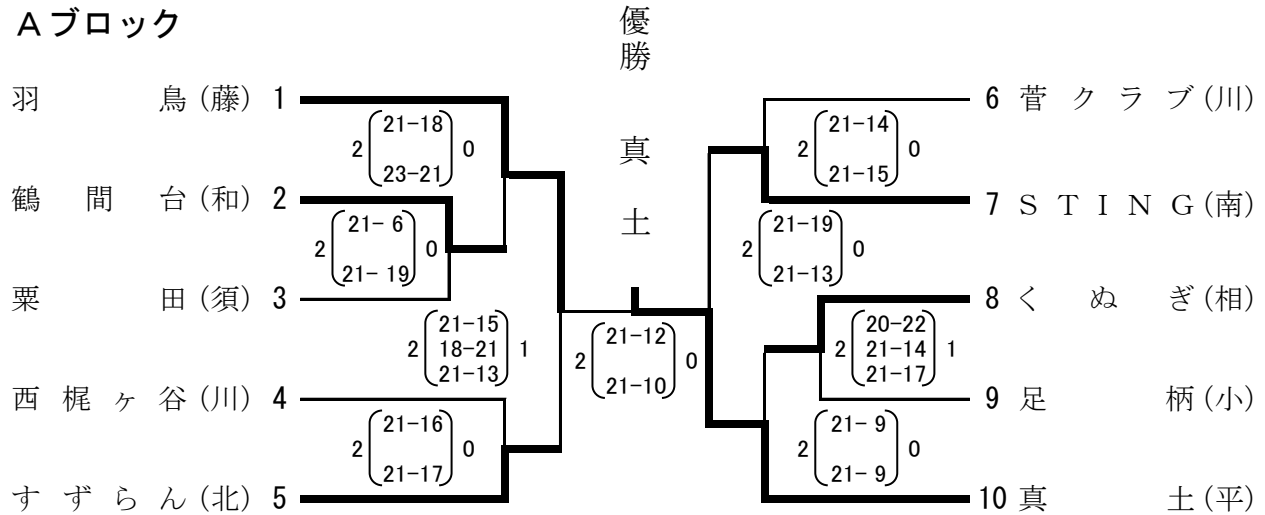 Aブロック
優勝 真土
羽鳥(藤) 1
2 21-18 0
23-21
鶴間台(和) 2
2 21- 6 0
21- 19
粟田(須) 3
21-15
2 18-21 1
21-13
西梶ヶ谷(川) 4
2 21-16 0
21-17
すずらん(北) 5
2 21-12 0
21-10
6 菅クラブ(川)
2 21-14 0
21-15
7 STING(南)
2 21-19 0
21-13
8 くぬぎ(相)
20-22
2 21-14 1
21-17
9 足柄(小)
2 21- 9 0
21- 9
10 真土(平)